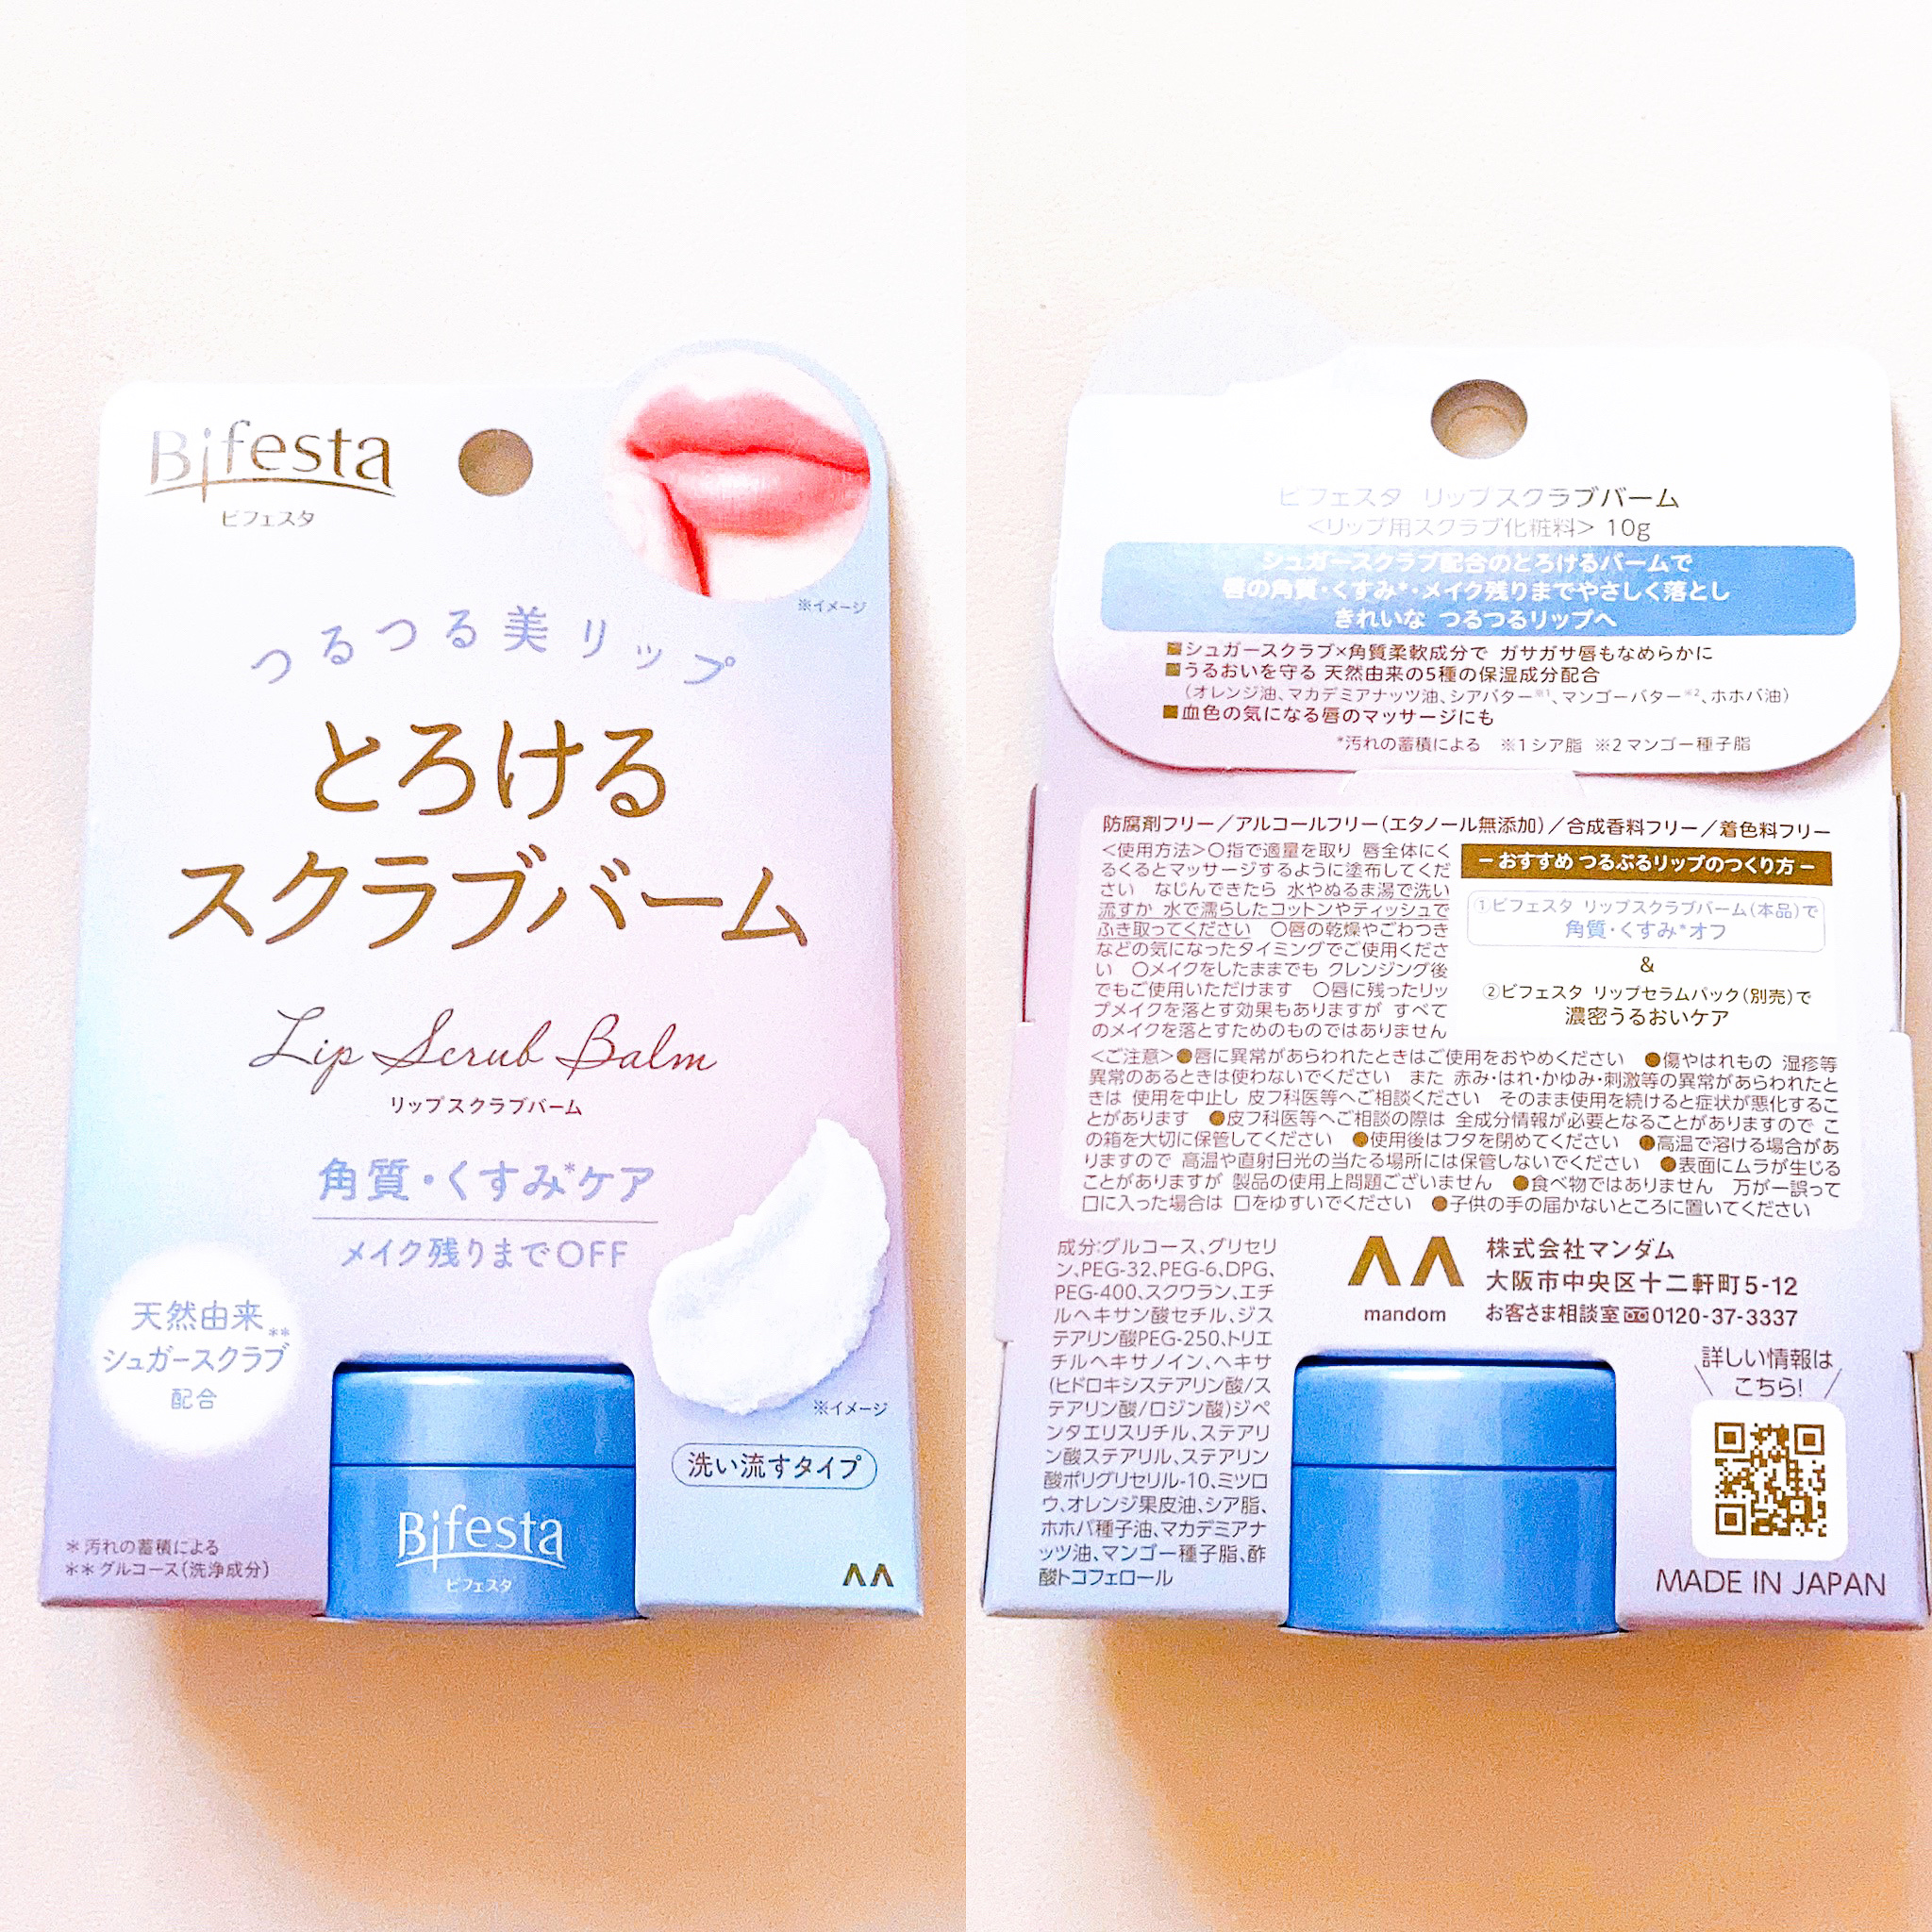 Bifesta
ビフェスタ
※イメージ
つるつる美リップ
とろける
スクラブバーム
Lip Scrub Balm
リップスクラブバーム
角質・くすみ*ケア
メイク残りまでOFF
天然由来
シュガースクラブ**
配合
※イメージ
洗い流すタイプ
Bifesta
ビフェスタ
*汚れの蓄積による
**グルコース(洗浄成分)
ビフェスタ リップスクラブバーム
<リップ用スクラブ化粧料> 10g
シュガースクラブ配合のとろけるバームで
唇の角質・くすみ*・メイク残りまでやさしく落とし
きれいな つるつるリップへ
■シュガースクラブ×角質柔軟成分で ガサガサ唇もなめらかに
■うるおいを守る 天然由来の5種の保湿成分配合
(オレンジ油、マカデミアナッツ油、シアバター※1、マンゴーバター※2、ホホバ油)
■血色の気になる唇のマッサージにも
*汚れの蓄積による ※1 シア脂 ※2 マンゴー種子脂
防腐剤フリー/アルコールフリー(エタノール無添加)/合成香料フリー/着色料フリー
<使用方法>○指で適量を取り 唇全体にく
るくるとマッサージするように塗布してくだ
さい なじんできたら 水やぬるま湯で洗い
流すか 水で濡らしたコットンやティッシュで
ふき取ってください ○唇の乾燥やごわつき
などの気になったタイミングでご使用くださ
い ○メイクをしたままでも クレンジング後
でもご使用いただけます ○唇に残ったリッ
プメイクを落とす効果もありますが すべて
のメイクを落とすためのものではありません
－おすすめ つるぷるリップのつくり方－
①ビフェスタ リップスクラブバーム(本品)で
角質・くすみ*オフ
&
②ビフェスタ リップセラムパック(別売)で
濃密うるおいケア
<ご注意>●唇に異常があらわれたときはご使用をおやめください ●傷やはれもの 湿疹等
異常のあるときは使わないでください また 赤み・はれ・かゆみ・刺激等の異常があらわれたと
きは 使用を中止し 皮フ科医等へご相談ください そのまま使用を続けると症状が悪化するこ
とがあります ●皮フ科医等へご相談の際は 全成分情報が必要となることがありますので こ
の箱を大切に保管してください ●使用後はフタを閉めてください ●高温で溶ける場合があ
りますので 高温や直射日光の当たる場所には保管しないでください ●表面にムラが生じる
ことがありますが 製品の使用上問題ございません ●食べ物ではありません 万が一誤って
口に入った場合は 口をゆすいでください ●子供の手の届かないところに置いてください
成分:グルコース、グリセリ
ン、PEG-32、PEG-6、DPG、
PEG-400、スクワラン、エチ
ルヘキサン酸セチル、ジス
テアリン酸PEG-250、トリエ
チルヘキサノイン、ヘキサ
(ヒドロキシステアリン酸/ス
テアリン酸/ロジン酸)ジペ
ンタエリスリチル、ステアリ
ン酸ステアリル、ステアリン
酸ポリグリセリル-10、ミツロ
ウ、オレンジ果皮油、シア脂、
ホホバ種子油、マカデミアナ
ッツ油、マンゴー種子脂、酢
酸トコフェロール
mandom
株式会社マンダム
大阪市中央区十二軒町5-12
お客さま相談室 0120-37-3337
詳しい情報は
こちら!
MADE IN JAPAN